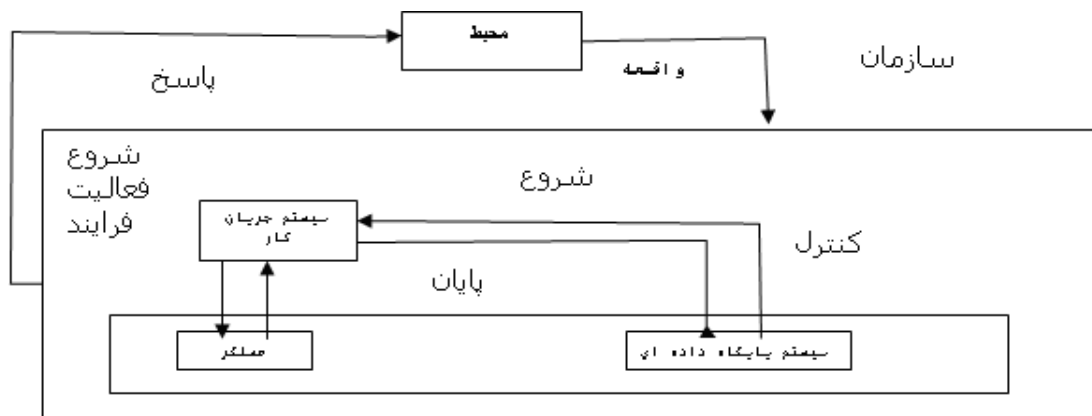 محیط
واقعه
سازمان
پاسخ
شروع
فعالیت
فرایند
شروع
سیستم جریان
کار
کنترل
پایان
عملگر
سیستم پایگاه داده ای